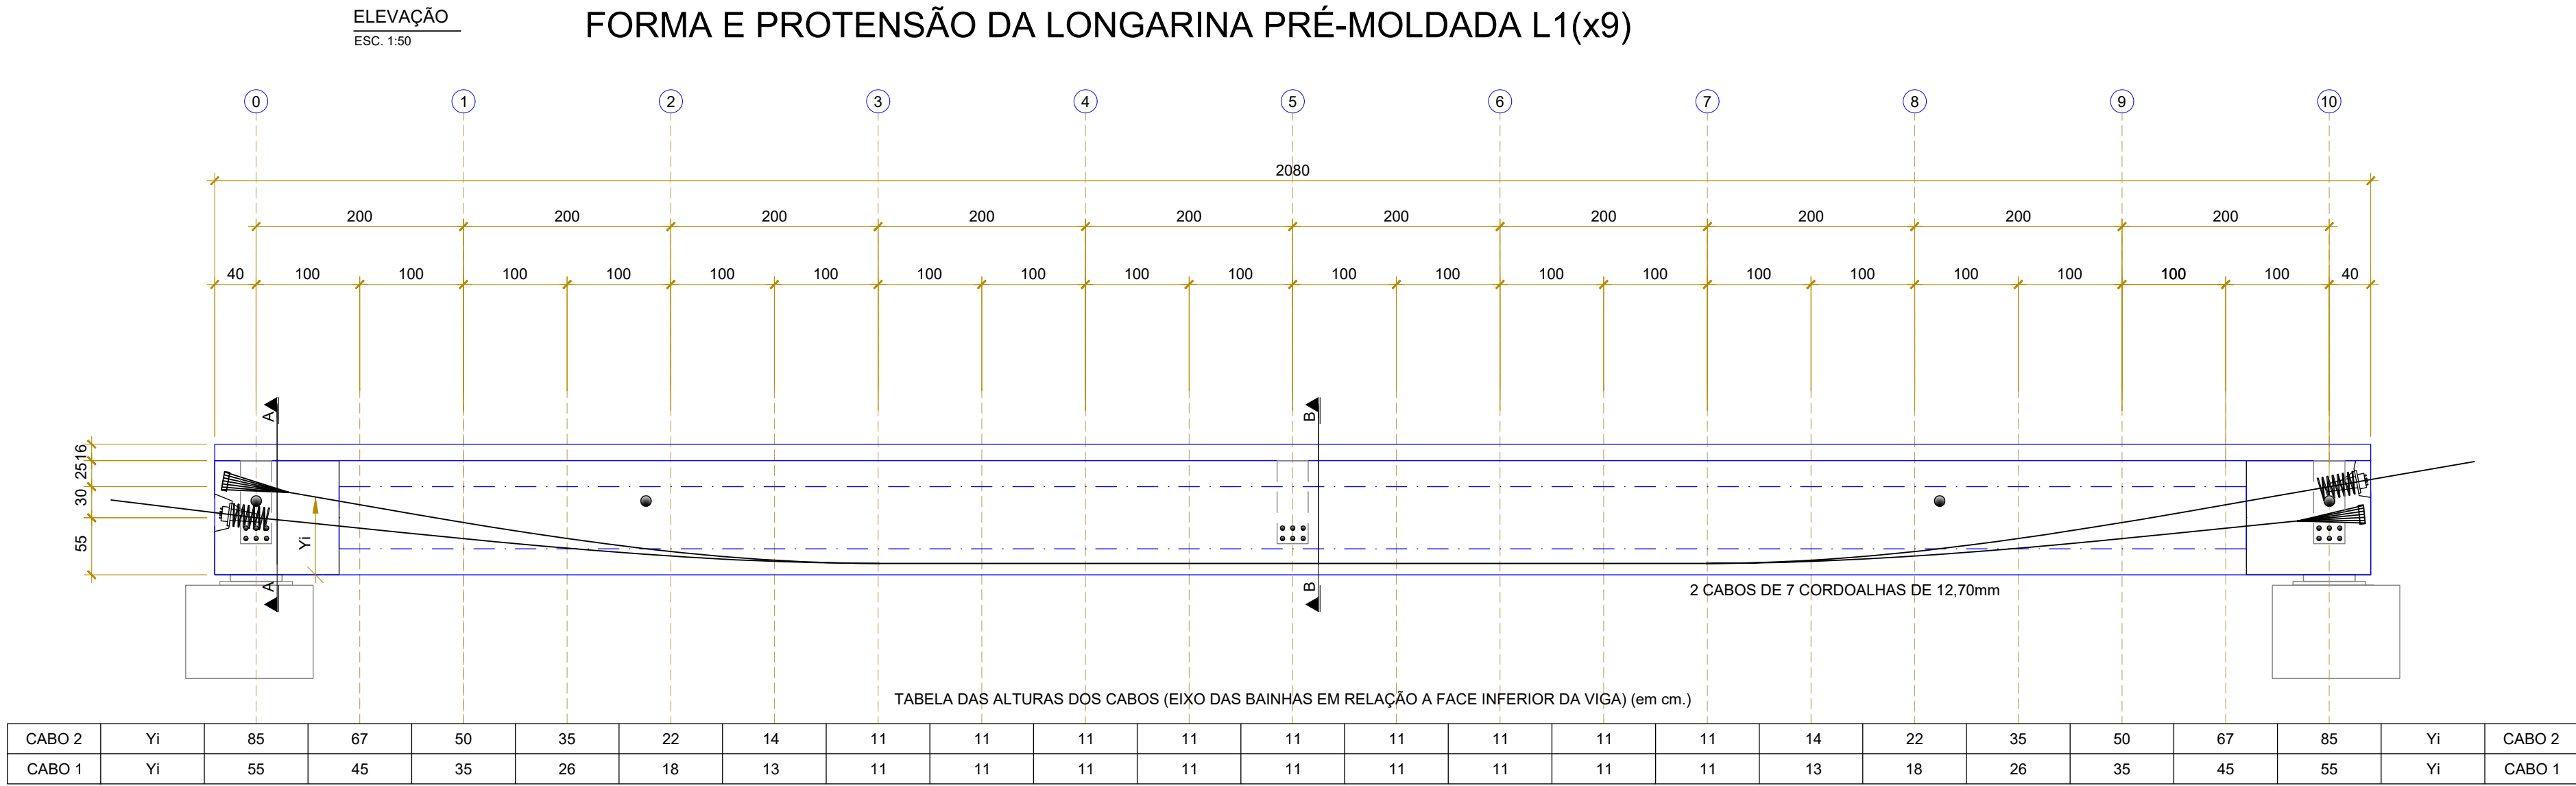 ELEVAÇÃO
ESC. 1:50
FORMA E PROTENSÃO DA LONGARINA PRÉ-MOLDADA L1(x9)
0 1 2 3 4 5 6 7 8 9 10
2080
200 200 200 200 200 200 200 200 200 200
40 100 100 100 100 100 100 100 100 100 100 100 100 100 100 100 100 100 100 100 100 40
A B
16
25
30
55
Yi
A B
2 CABOS DE 7 CORDOALHAS DE 12,70mm
TABELA DAS ALTURAS DOS CABOS (EIXO DAS BAINHAS EM RELAÇÃO A FACE INFERIOR DA VIGA) (em cm.)
CABO 2 Yi 85 67 50 35 22 14 11 11 11 11 11 11 11 11 11 14 22 35 50 67 85 Yi CABO 2
CABO 1 Yi 55 45 35 26 18 13 11 11 11 11 11 11 11 11 11 13 18 26 35 45 55 Yi CABO 1